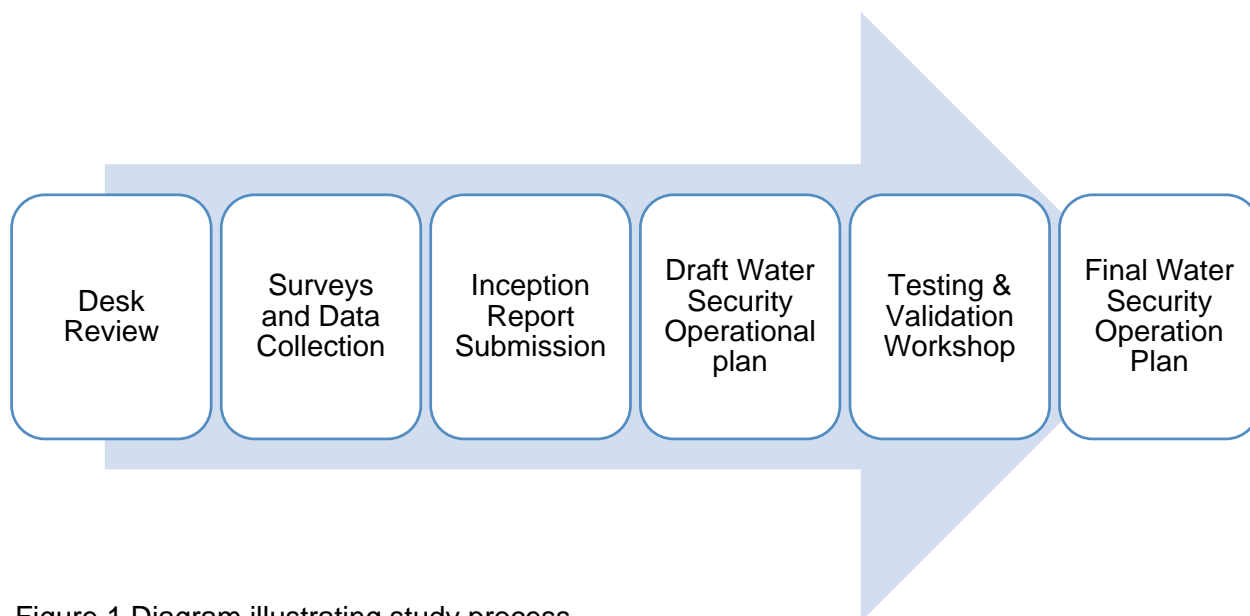 Desk
Review
Surveys
and Data
Collection
Inception
Report
Submission
Draft Water
Security
Operational
plan
Testing &
Validation
Workshop
Final Water
Security
Operation
Plan
Figure 1 Diagram illustrating study process